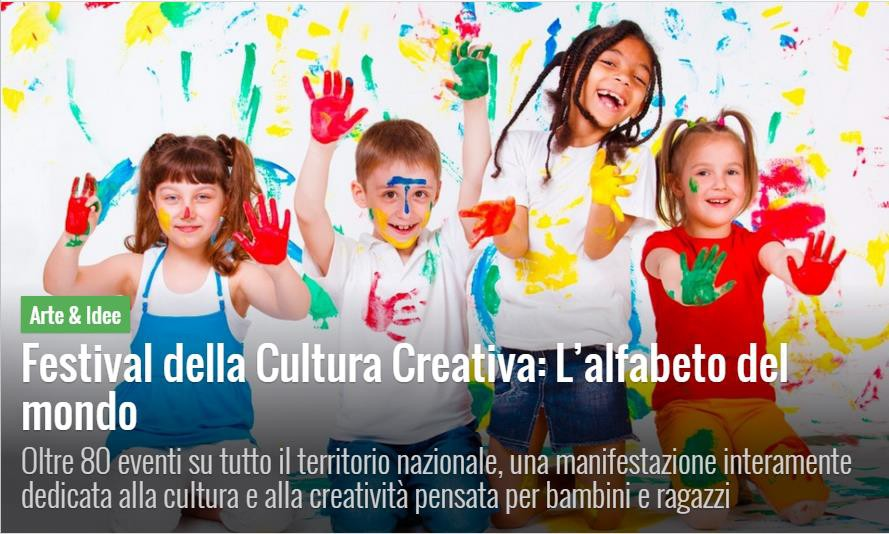 Arte & Idee
Festival della Cultura Creativa: L’alfabeto del
mondo
Oltre 80 eventi su tutto il territorio nazionale, una manifestazione interamente
dedicata alla cultura e alla creatività pensata per bambini e ragazzi